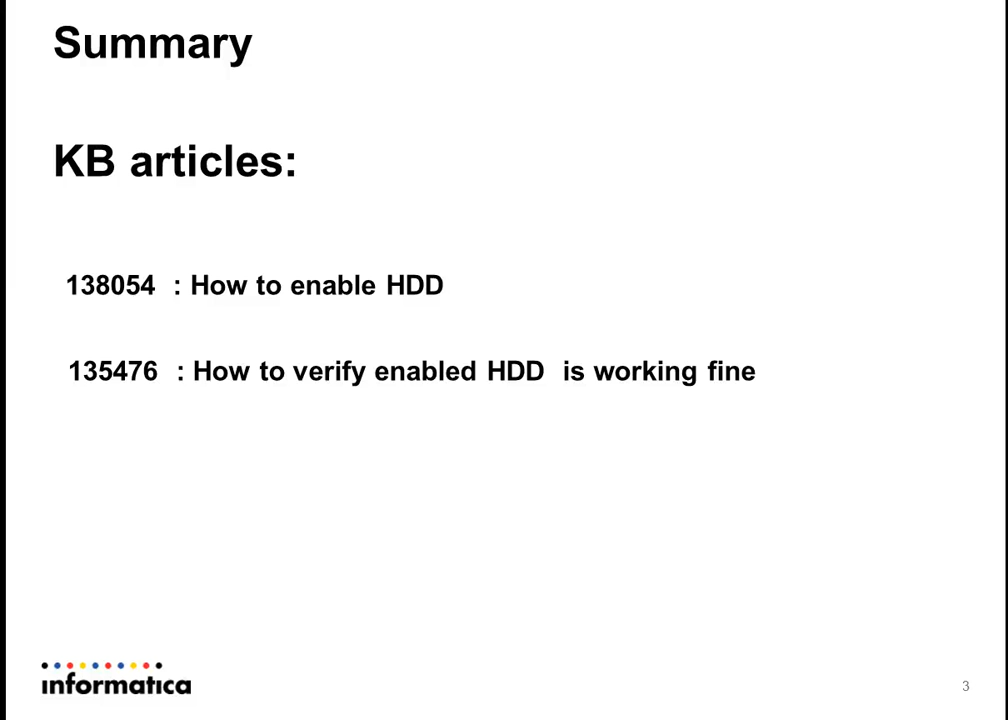 Summary
KB articles:
138054 : How to enable HDD
135476 : How to verify enabled HDD is working fine
informatica
3